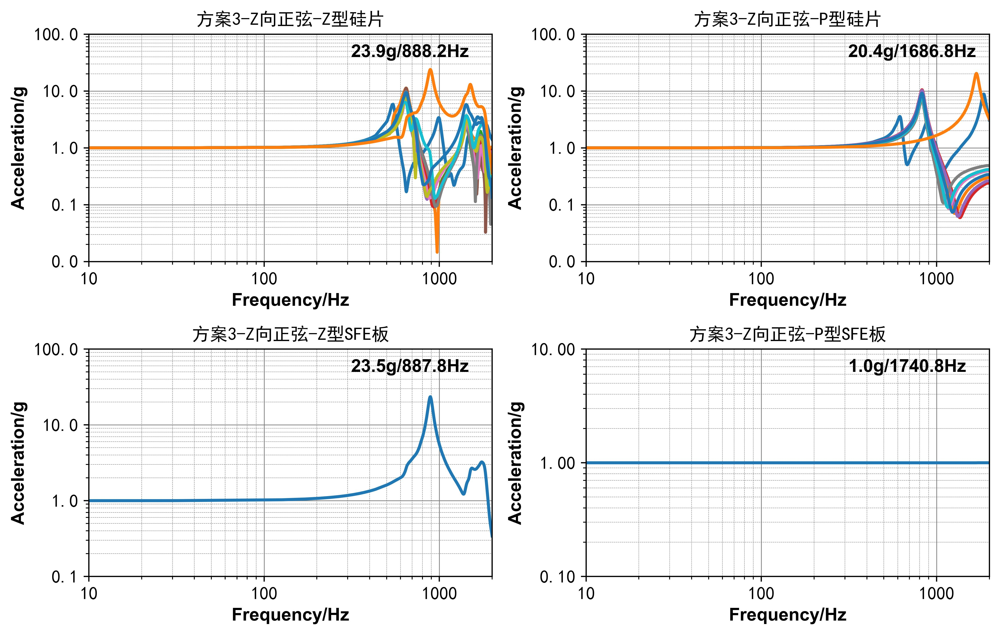 方案3-Z向正弦-Z型硅片
23.9g/888.2Hz
100.0
10.0
1.0
0.1
0.0
Acceleration/g
10
100
1000
Frequency/Hz
方案3-Z向正弦-P型硅片
20.4g/1686.8Hz
100.0
10.0
1.0
0.1
0.0
Acceleration/g
10
100
1000
Frequency/Hz
方案3-Z向正弦-Z型SFE板
23.5g/887.8Hz
100.0
10.0
1.0
0.1
Acceleration/g
10
100
1000
Frequency/Hz
方案3-Z向正弦-P型SFE板
1.0g/1740.8Hz
10.00
1.00
0.10
Acceleration/g
10
100
1000
Frequency/Hz